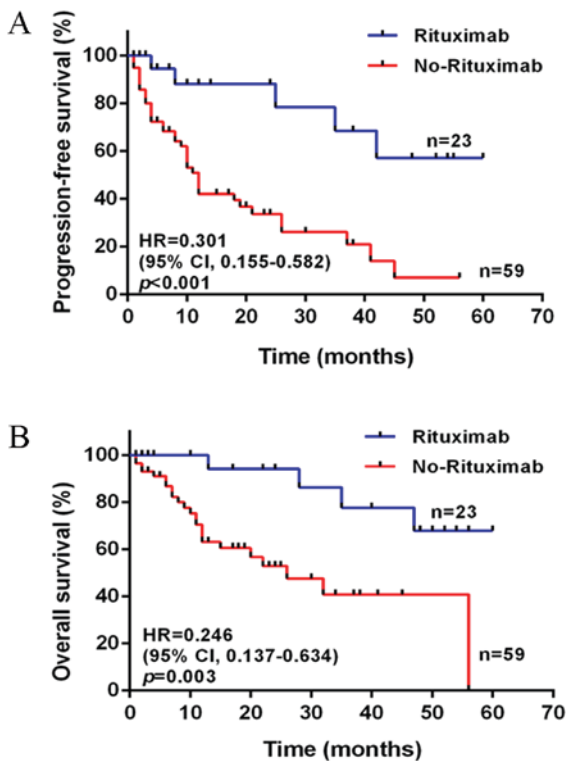 A
Progression-free survival (%)
100
80
60
40
20
0
Rituximab
No-Rituximab
n=23
n=59
HR=0.301
(95% CI, 0.155-0.582)
p<0.001
0 10 20 30 40 50 60 70
Time (months)
B
Overall survival (%)
100
80
60
40
20
0
Rituximab
No-Rituximab
n=23
n=59
HR=0.246
(95% CI, 0.137-0.634)
p=0.003
0 10 20 30 40 50 60 70
Time (months)